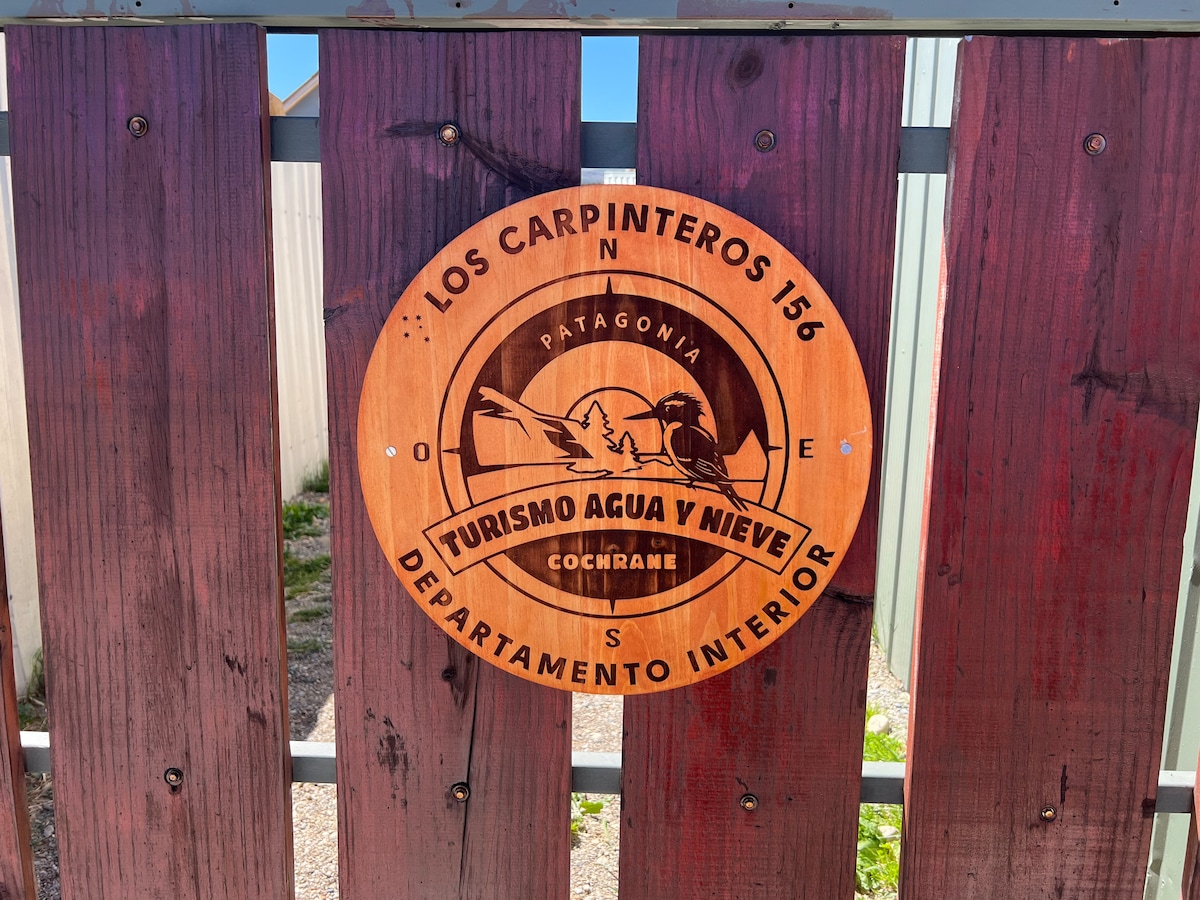 LOS CARPINTEROS 156
N
PATAGONIA
O
E
TURISMO AGUA Y NIEVE
COCHRANE
S
DEPARTAMENTO INTERIOR